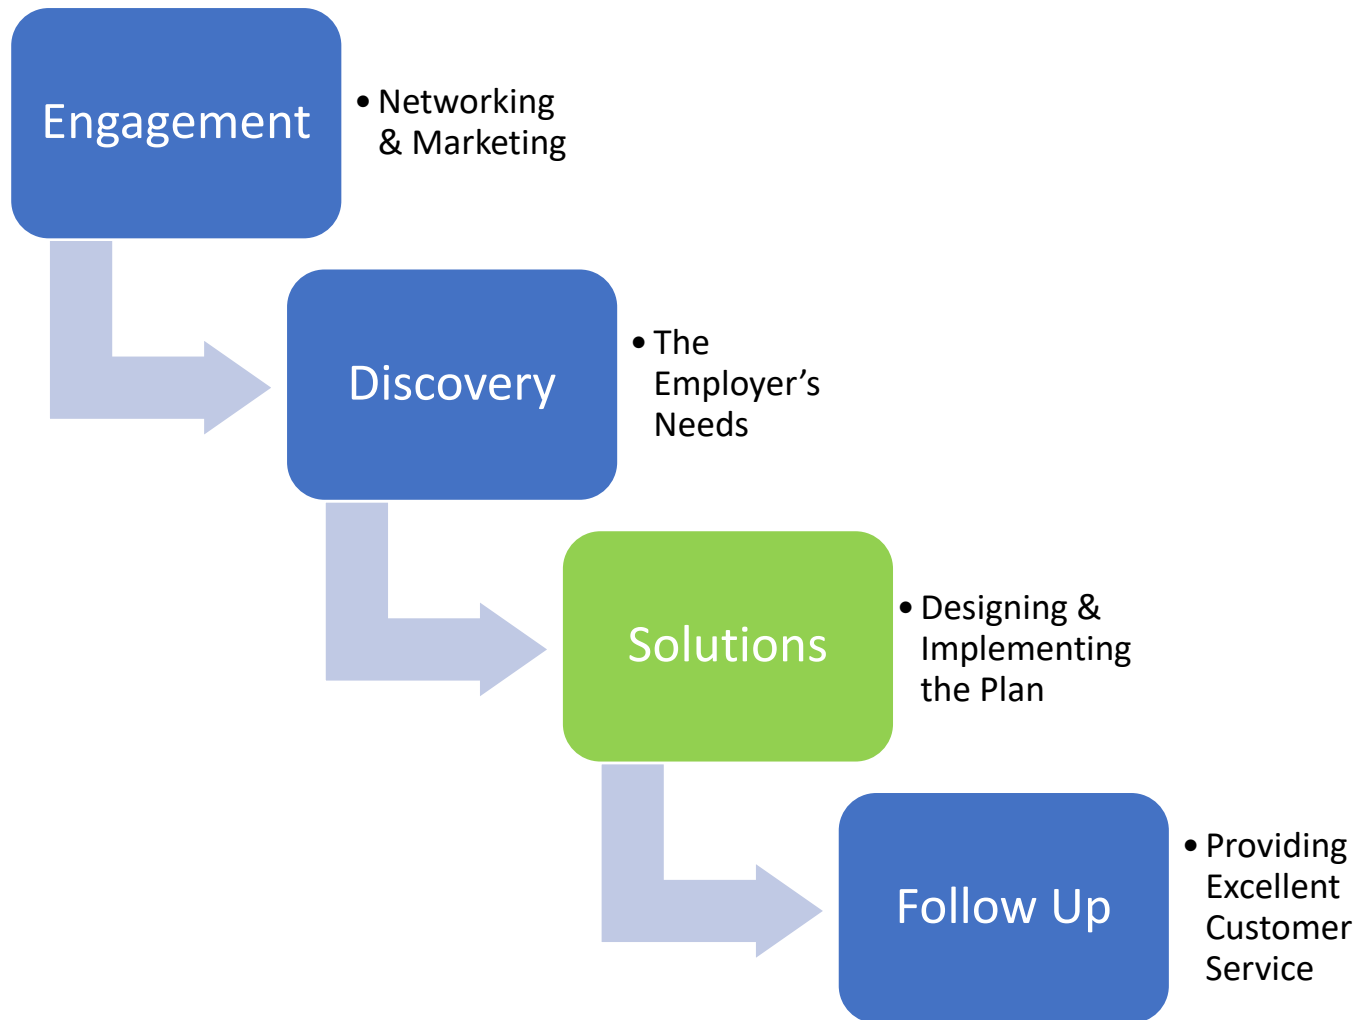 Engagement
• Networking
& Marketing
Discovery
• The
Employer’s
Needs
Solutions
• Designing &
Implementing
the Plan
Follow Up
• Providing
Excellent
Customer
Service